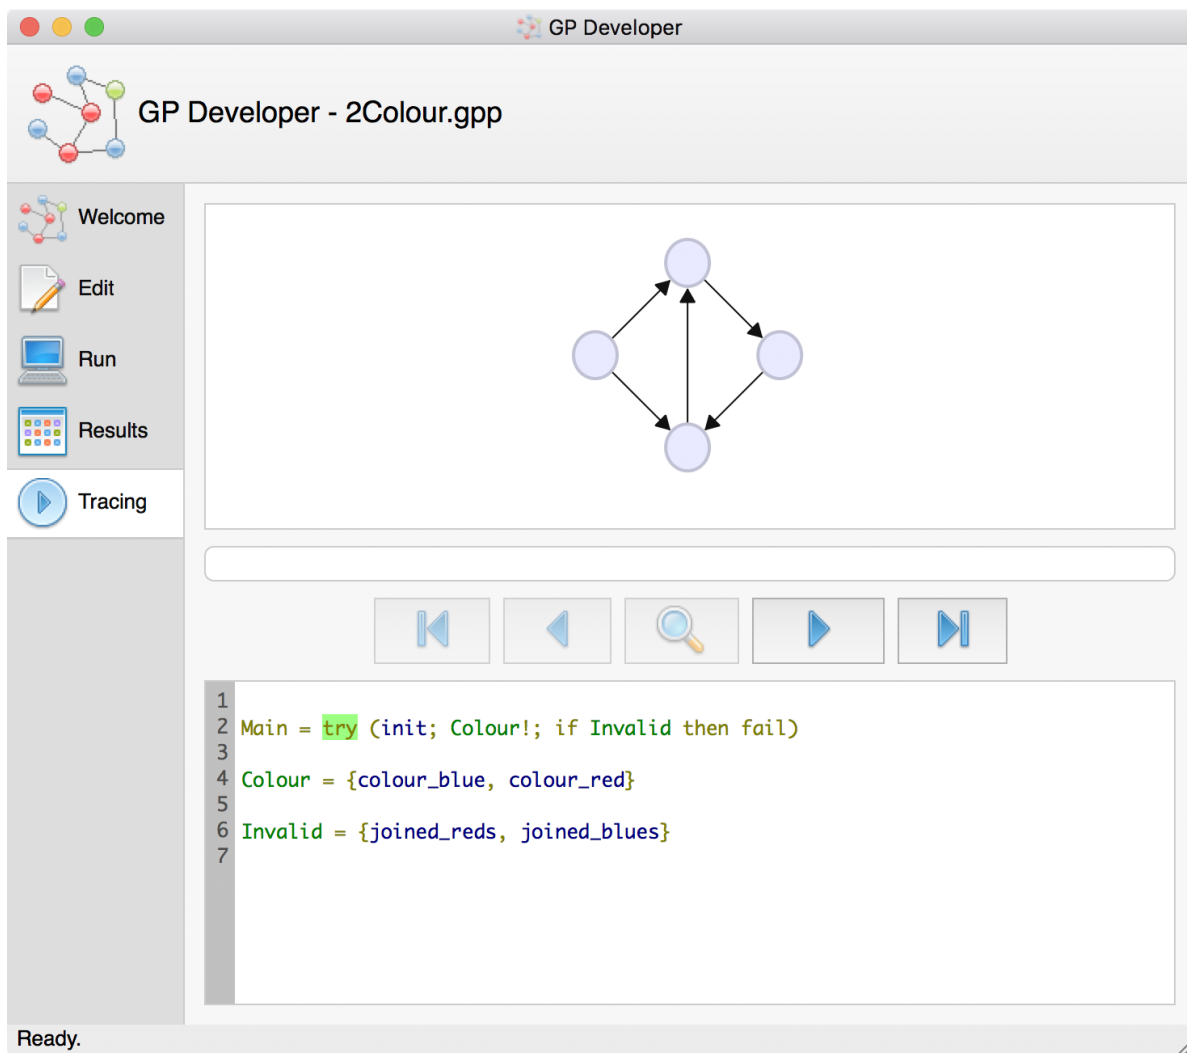 GP Developer
GP Developer - 2Colour.gpp
Welcome
Edit
Run
Results
Tracing
1
2 Main = try (init; Colour!; if Invalid then fail)
3
4 Colour = {colour_blue, colour_red}
5
6 Invalid = {joined_reds, joined_blues}
7
Ready.